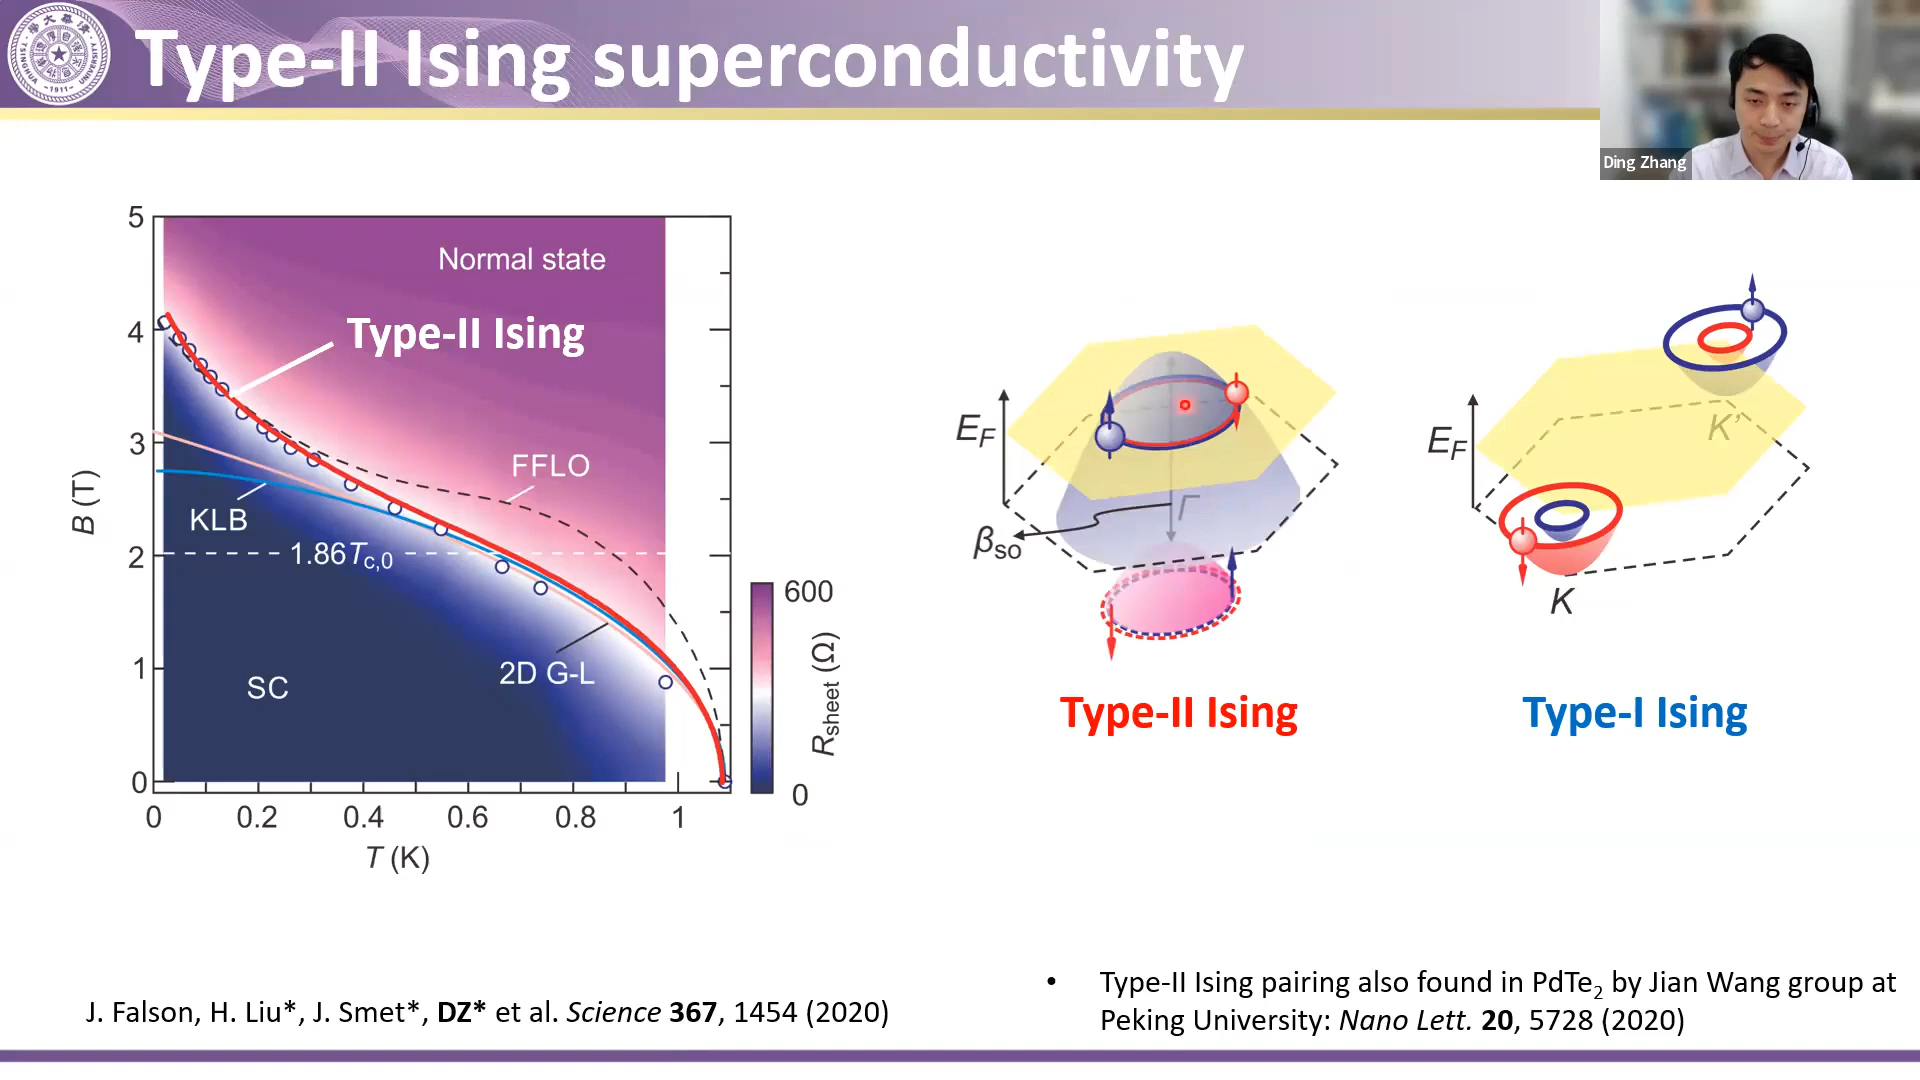 Type-II Ising superconductivity
TSINGHUA UNIVERSITY
-1911-
Ding Zhang
5
4
3
2
1
0
B (T)
Normal state
Type-II Ising
FFLO
KLB
1.86Tc,0
2D G-L
SC
0
0.2
0.4
0.6
0.8
1
T (K)
600
0
Rsheet (Ω)
EF
Γ
βso
Type-II Ising
EF
K'
K
Type-I Ising
J. Falson, H. Liu*, J. Smet*, DZ* et al. Science 367, 1454 (2020)
• Type-II Ising pairing also found in PdTe2 by Jian Wang group at
Peking University: Nano Lett. 20, 5728 (2020)